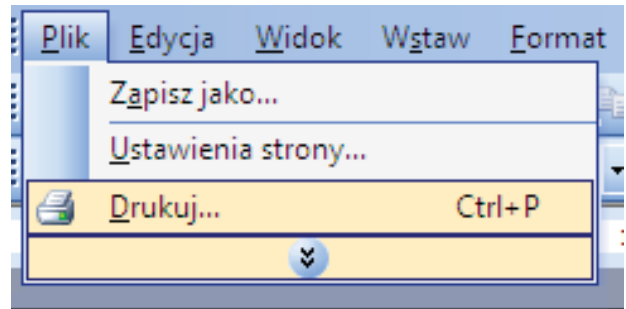 Plik Edycja Widok Wstaw Format
Zapisz jako...
Ustawienia strony...
Drukuj... Ctrl+P